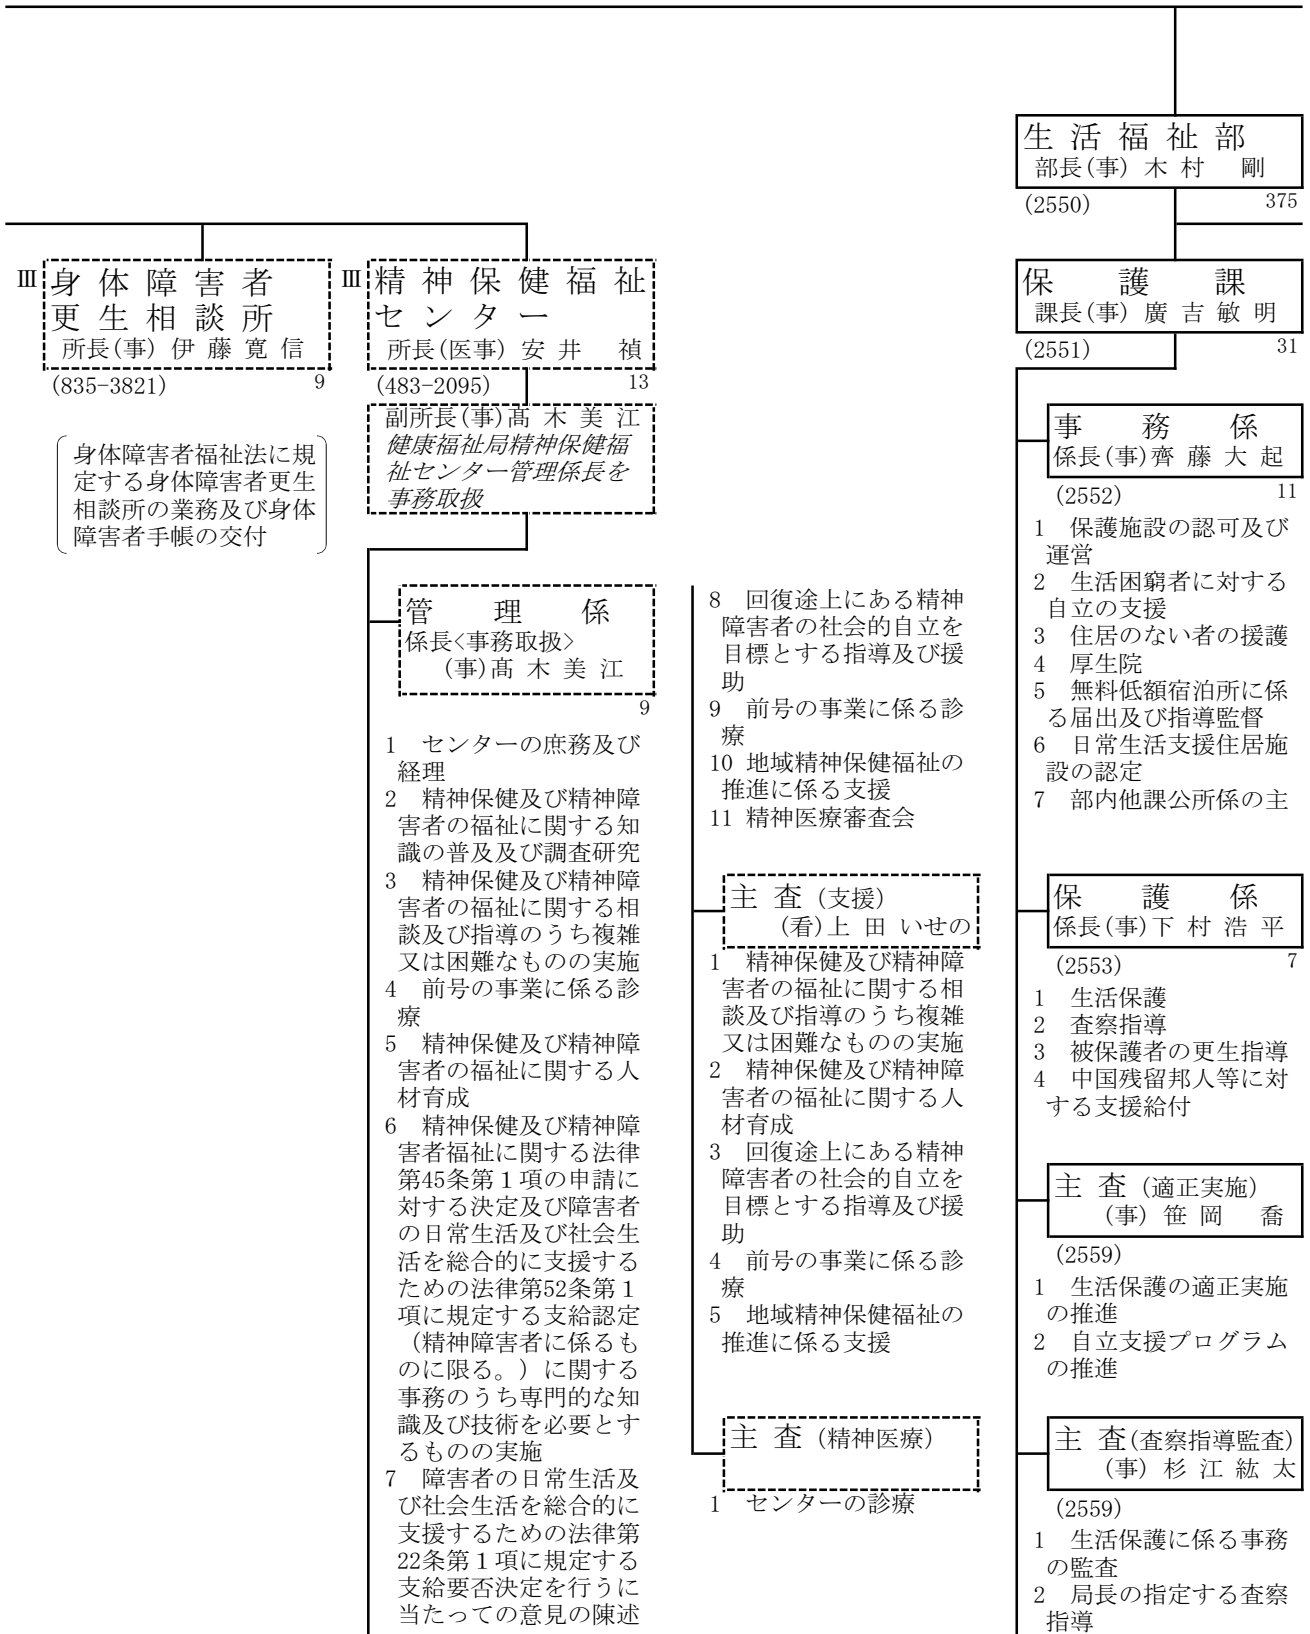 Ⅲ
身体障害者
更生相談所
所長(事) 伊藤寛信
(835-3821)
9
身体障害者福祉法に規
定する身体障害者更生
相談所の業務及び身体
障害者手帳の交付
Ⅲ
精神保健福祉
センター
所長(医事) 安井　禎
(483-2095)
13
副所長(事)髙木美江
健康福祉局精神保健福
祉センター管理係長を
事務取扱
管理係
係長<事務取扱>
(事)髙木美江
9
1　センターの庶務及び
経理
2　精神保健及び精神障
害者の福祉に関する知
識の普及及び調査研究
3　精神保健及び精神障
害者の福祉に関する相
談及び指導のうち複雑
又は困難なものの実施
4　前号の事業に係る診
療
5　精神保健及び精神障
害者の福祉に関する人
材育成
6　精神保健及び精神障
害者福祉に関する法律
第45条第１項の申請に
対する決定及び障害者
の日常生活及び社会生
活を総合的に支援する
ための法律第52条第１
項に規定する支給認定
（精神障害者に係るも
のに限る。）に関する
事務のうち専門的な知
識及び技術を必要とす
るものの実施
7　障害者の日常生活及
び社会生活を総合的に
支援するための法律第
22条第１項に規定する
支給要否決定を行うに
当たっての意見の陳述
8　回復途上にある精神
障害者の社会的自立を
目標とする指導及び援
助
9　前号の事業に係る診
療
10 地域精神保健福祉の
推進に係る支援
11 精神医療審査会
主査(支援)
(看)上田いせの
1　精神保健及び精神障
害者の福祉に関する相
談及び指導のうち複雑
又は困難なものの実施
2　精神保健及び精神障
害者の福祉に関する人
材育成
3　回復途上にある精神
障害者の社会的自立を
目標とする指導及び援
助
4　前号の事業に係る診
療
5　地域精神保健福祉の
推進に係る支援
主査(精神医療)
1　センターの診療
生活福祉部
部長(事) 木村　剛
(2550)
375
保護課
課長(事) 廣吉敏明
(2551)
31
事務係
係長(事)齊藤大起
(2552)
11
1　保護施設の認可及び
運営
2　生活困窮者に対する
自立の支援
3　住居のない者の援護
4　厚生院
5　無料低額宿泊所に係
る届出及び指導監督
6　日常生活支援住居施
設の認定
7　部内他課公所係の主
保護係
係長(事)下村浩平
(2553)
7
1　生活保護
2　査察指導
3　被保護者の更生指導
4　中国残留邦人等に対
する支援給付
主査(適正実施)
(事) 笹岡　喬
(2559)
1　生活保護の適正実施
の推進
2　自立支援プログラム
の推進
主査(査察指導監査)
(事) 杉江紘太
(2559)
1　生活保護に係る事務
の監査
2　局長の指定する査察
指導